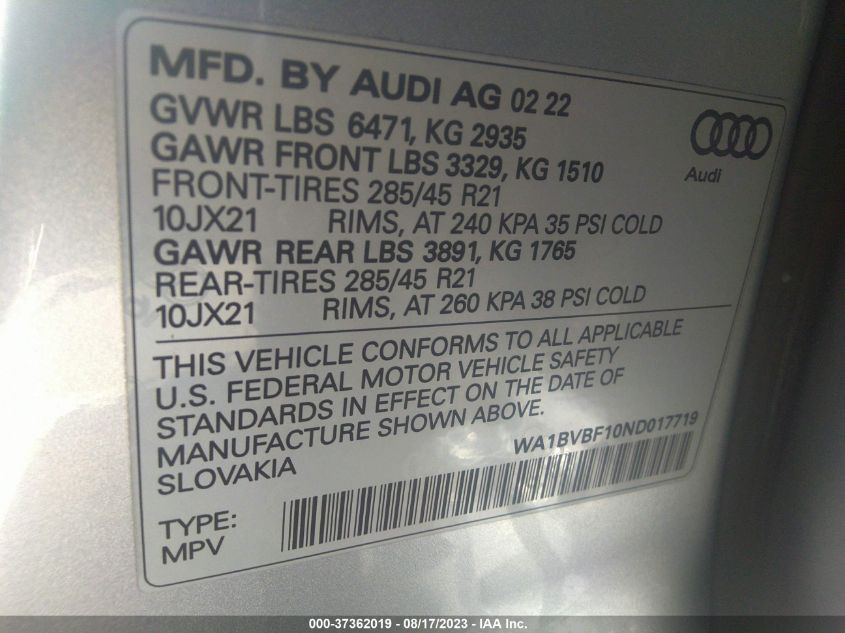 MFD. BY AUDI AG 02 22
GVWR LBS 6471, KG 2935
GAWR FRONT LBS 3329, KG 1510
FRONT-TIRES 285/45 R21
10JX21 RIMS, AT 240 KPA 35 PSI COLD
GAWR REAR LBS 3891, KG 1765
REAR-TIRES 285/45 R21
10JX21 RIMS, AT 260 KPA 38 PSI COLD
Audi
THIS VEHICLE CONFORMS TO ALL APPLICABLE
U.S. FEDERAL MOTOR VEHICLE SAFETY
STANDARDS IN EFFECT ON THE DATE OF
MANUFACTURE SHOWN ABOVE.
SLOVAKIA
WA1BVBF10ND017719
TYPE:
MPV
000-37362019 - 08/17/2023 - IAA Inc.